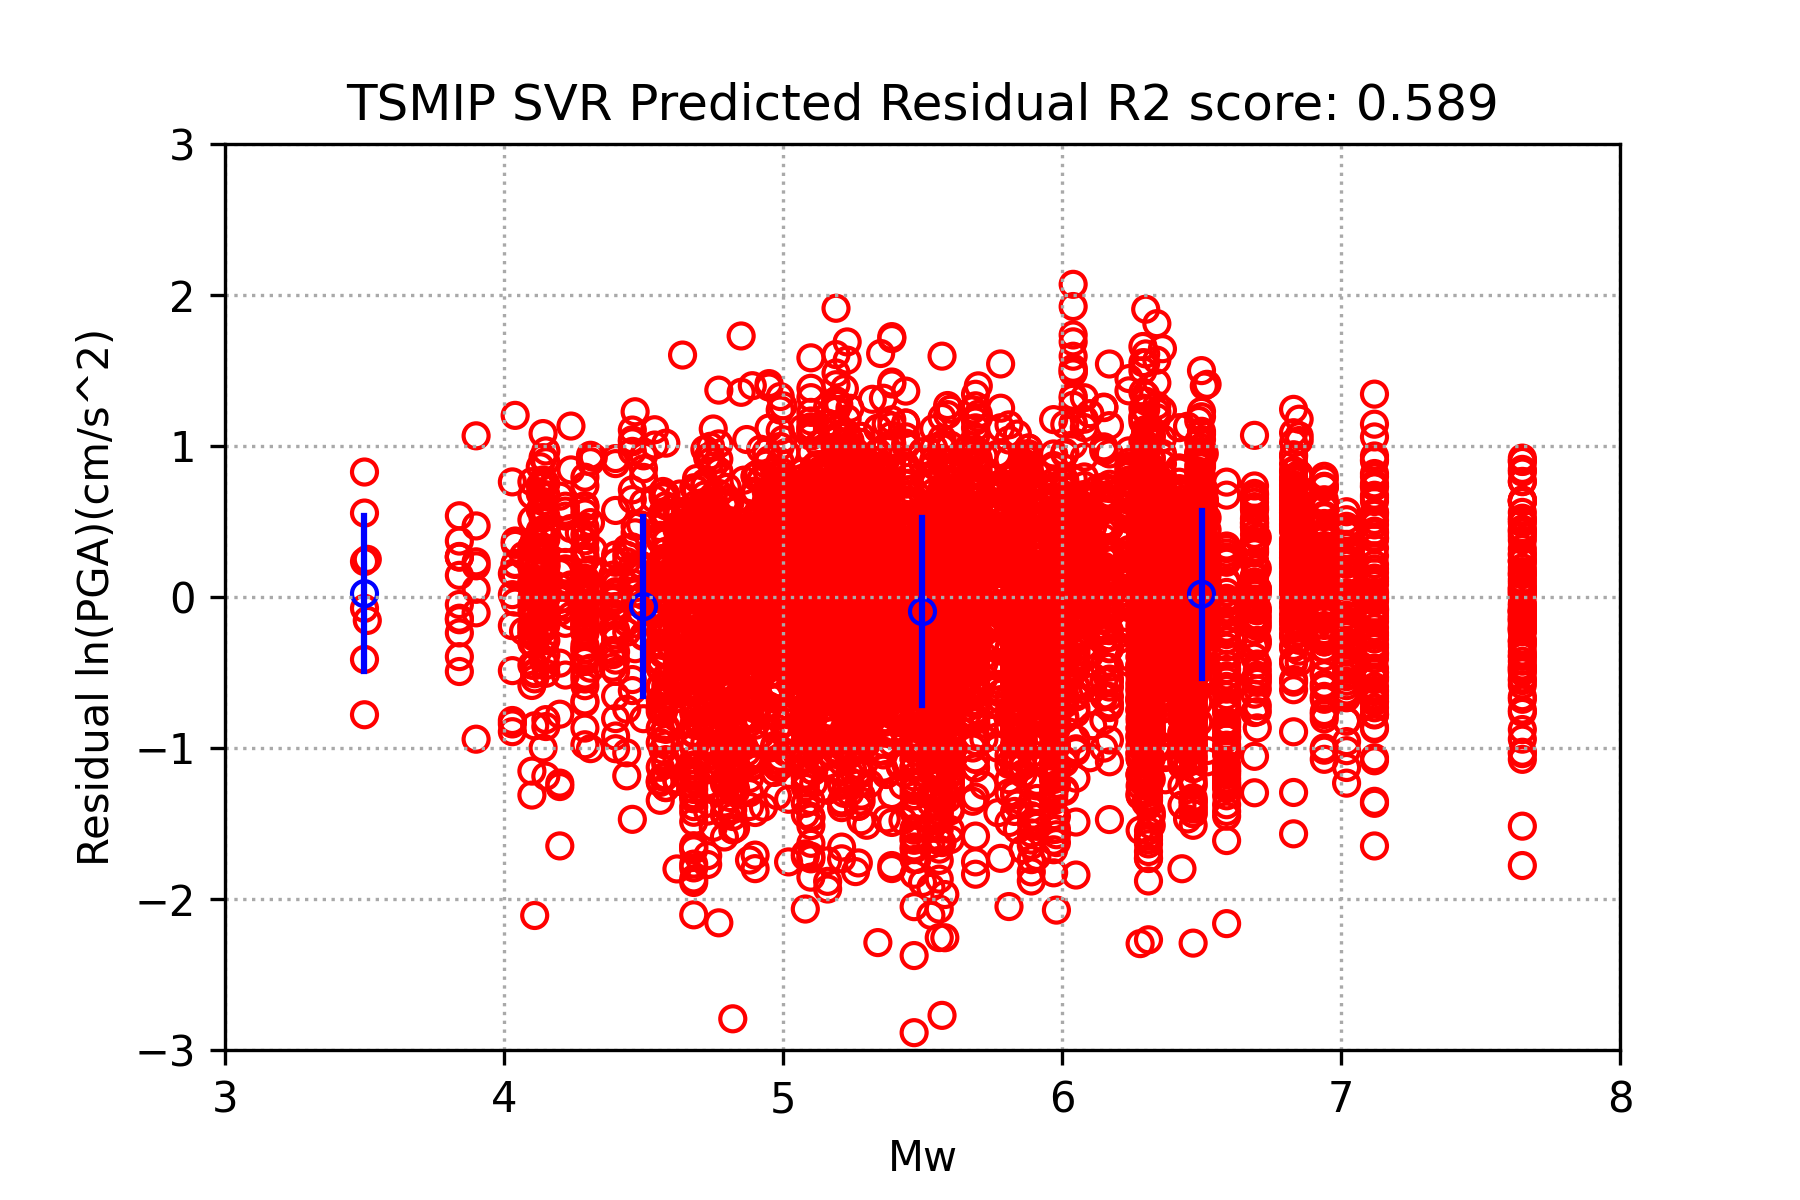 TSMIP SVR Predicted Residual R2 score: 0.589
3
2
1
0
−1
−2
−3
Residual ln(PGA)(cm/s^2)
3 4 5 6 7 8
Mw